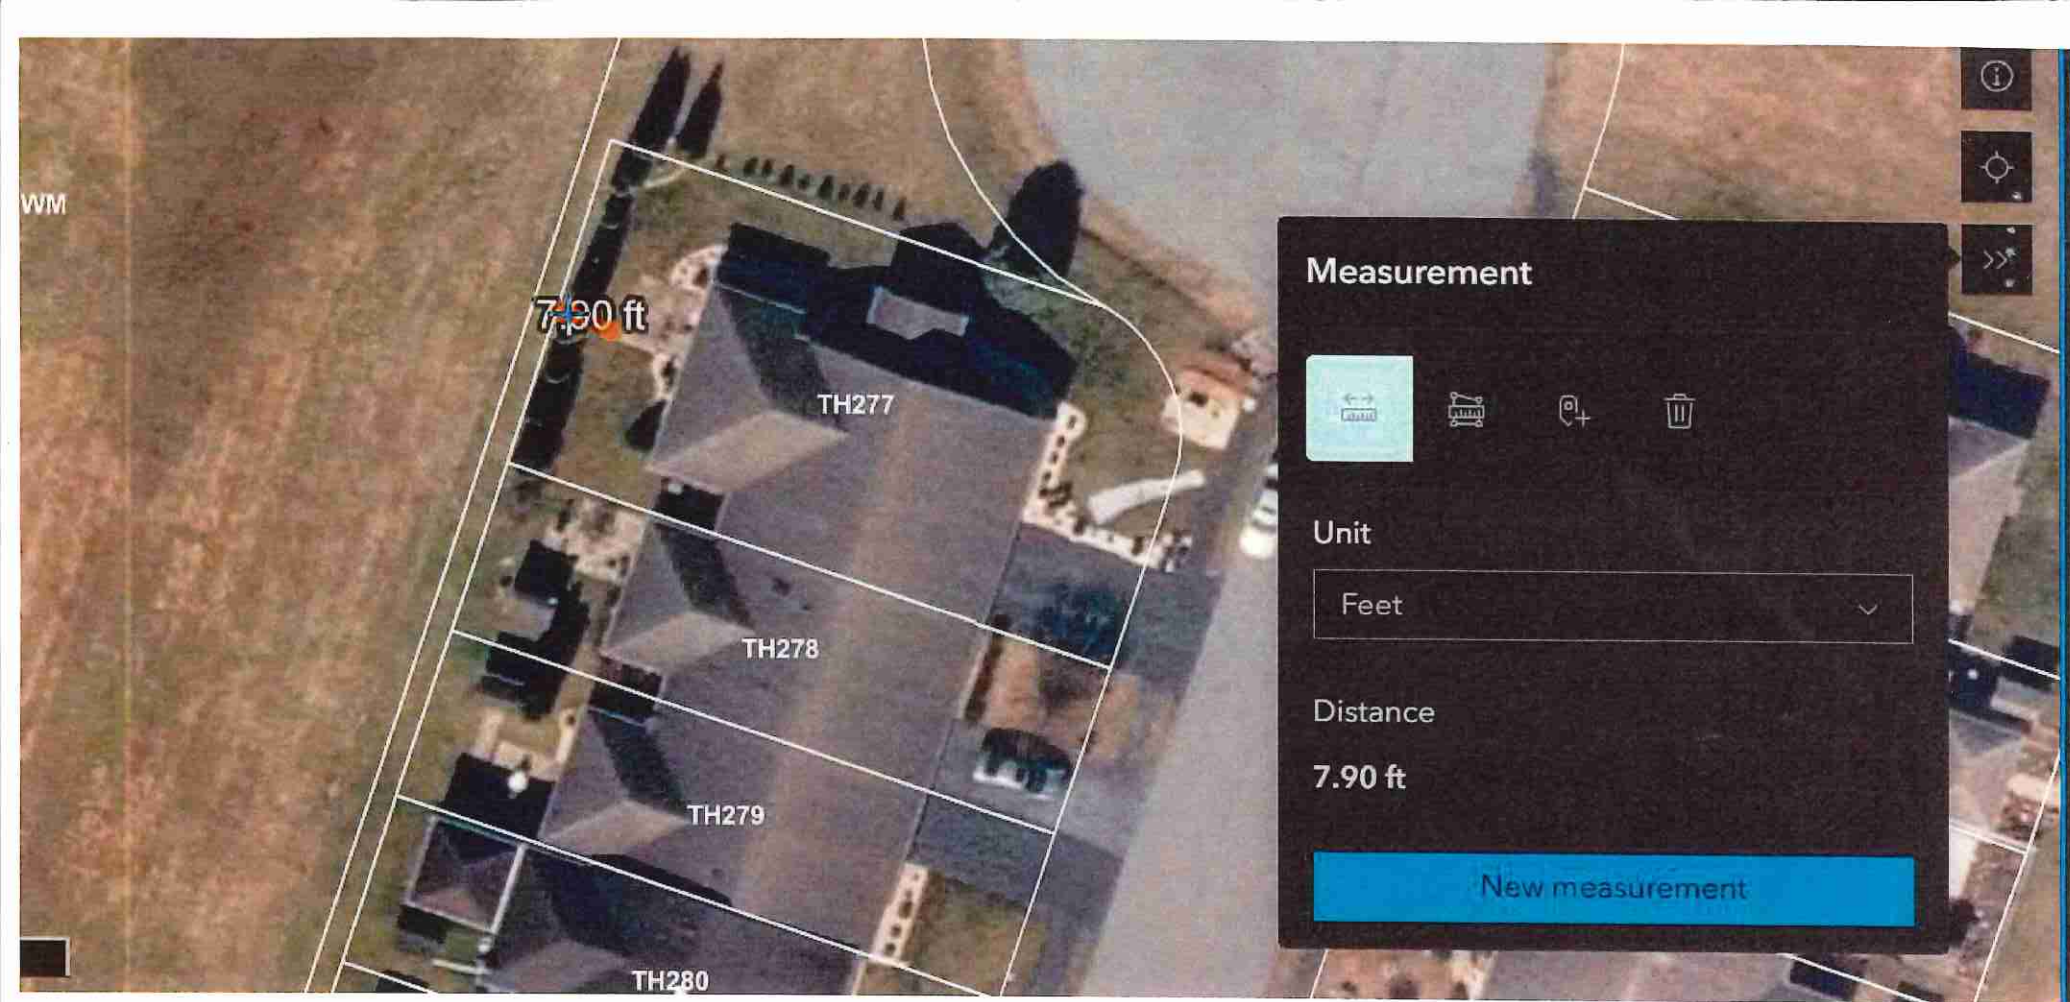 WM
7.90 ft
TH277
TH278
TH279
TH280
Measurement
Unit
Feet
Distance
7.90 ft
New measurement